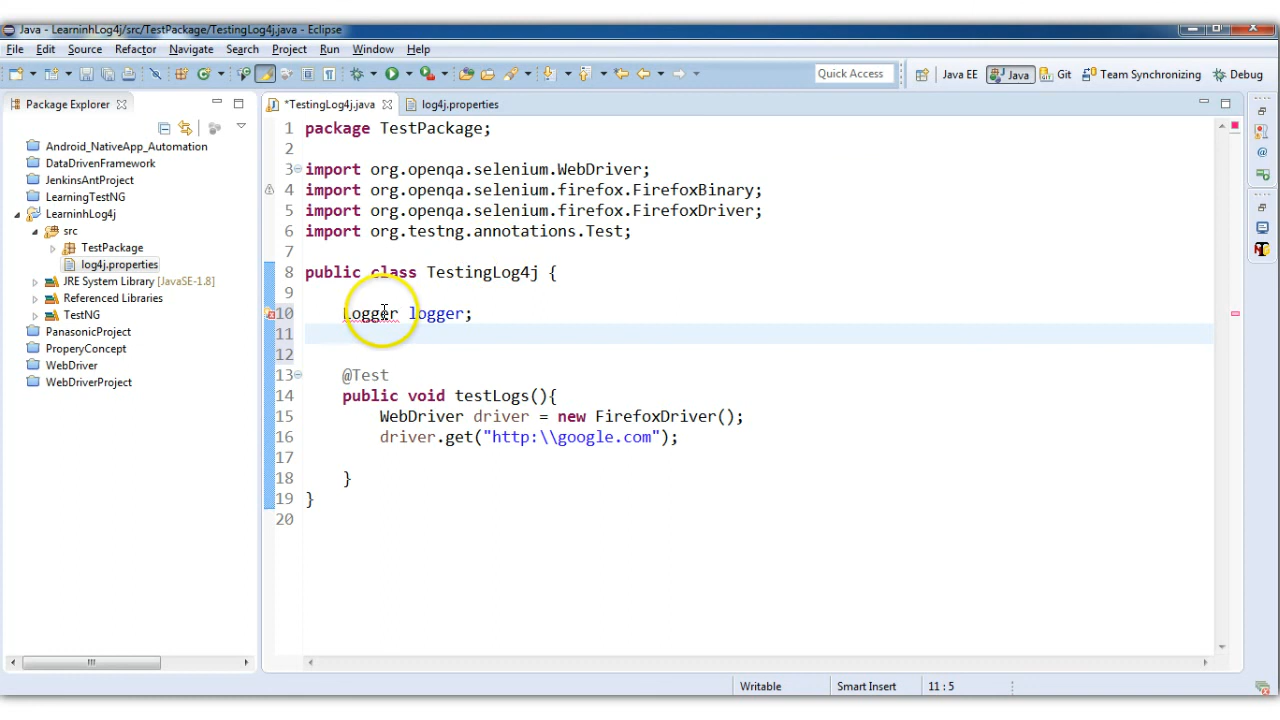 Java - LearninhLog4j/src/TestPackage/TestingLog4j.java - Eclipse
File Edit Source Refactor Navigate Search Project Run Window Help
Quick Access
Java EE
Java
Git
Team Synchronizing
Debug
Package Explorer
Android_NativeApp_Automation
DataDrivenFramework
JenkinsAntProject
LearningTestNG
LearninhLog4j
src
TestPackage
log4j.properties
JRE System Library [JavaSE-1.8]
Referenced Libraries
TestNG
PanasonicProject
ProperyConcept
WebDriver
WebDriverProject
*TestingLog4j.java
log4j.properties
1 package TestPackage;
2
3 import org.openqa.selenium.WebDriver;
4 import org.openqa.selenium.firefox.FirefoxBinary;
5 import org.openqa.selenium.firefox.FirefoxDriver;
6 import org.testng.annotations.Test;
7
8 public class TestingLog4j {
9
10 Logger logger;
11
12
13 @Test
14 public void testLogs(){
15 WebDriver driver = new FirefoxDriver();
16 driver.get("http:\\google.com");
17
18 }
19 }
20
Writable
Smart Insert
11 : 5